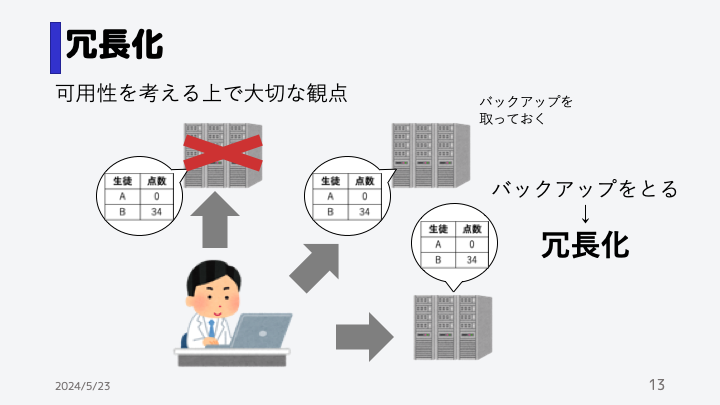 冗長化
可用性を考える上で大切な観点
バックアップを
取っておく
生徒 点数
A 0
B 34
生徒 点数
A 0
B 34
バックアップをとる
↓
冗長化
生徒 点数
A 0
B 34
2024/5/23
13